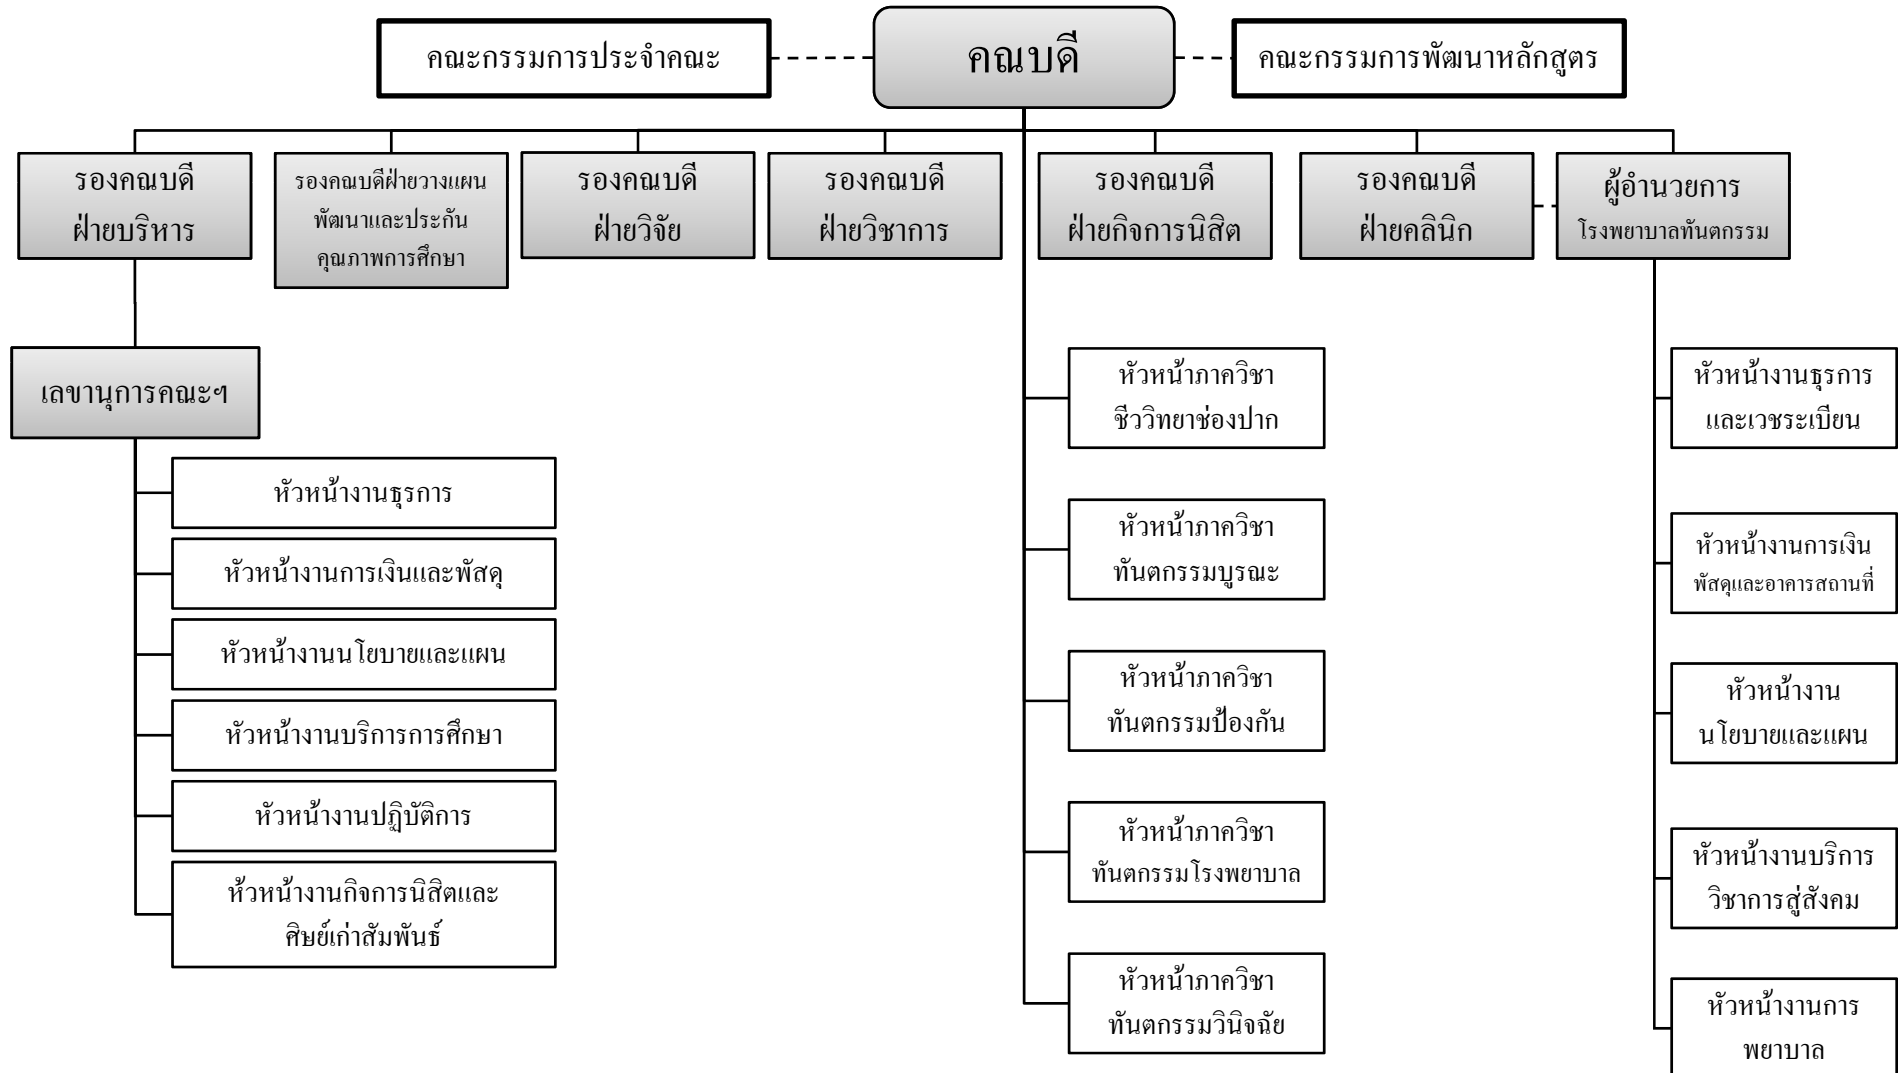 คณะกรรมการประจำคณะ
คณบดี
คณะกรรมการพัฒนาหลักสูตร
รองคณบดี
ฝ่ายบริหาร
รองคณบดีฝ่ายวางแผน
พัฒนาและประกัน
คุณภาพการศึกษา
รองคณบดี
ฝ่ายวิจัย
รองคณบดี
ฝ่ายวิชาการ
รองคณบดี
ฝ่ายกิจการนิสิต
รองคณบดี
ฝ่ายคลินิก
ผู้อำนวยการ
โรงพยาบาลทันตกรรม
เลขานุการคณะฯ
หัวหน้างานธุรการ
หัวหน้างานการเงินและพัสดุ
หัวหน้างานนโยบายและแผน
หัวหน้างานบริการการศึกษา
หัวหน้างานปฏิบัติการ
ห้วหน้างานกิจการนิสิตและ
ศิษย์เก่าสัมพันธ์
หัวหน้าภาควิชา
ชีววิทยาช่องปาก
หัวหน้าภาควิชา
ทันตกรรมบูรณะ
หัวหน้าภาควิชา
ทันตกรรมป้องกัน
หัวหน้าภาควิชา
ทันตกรรมโรงพยาบาล
หัวหน้าภาควิชา
ทันตกรรมวินิจฉัย
หัวหน้างานธุรการ
และเวชระเบียน
หัวหน้างานการเงิน
พัสดุและอาคารสถานที่
หัวหน้างาน
นโยบายและแผน
หัวหน้างานบริการ
วิชาการสู่สังคม
หัวหน้างานการ
พยาบาล